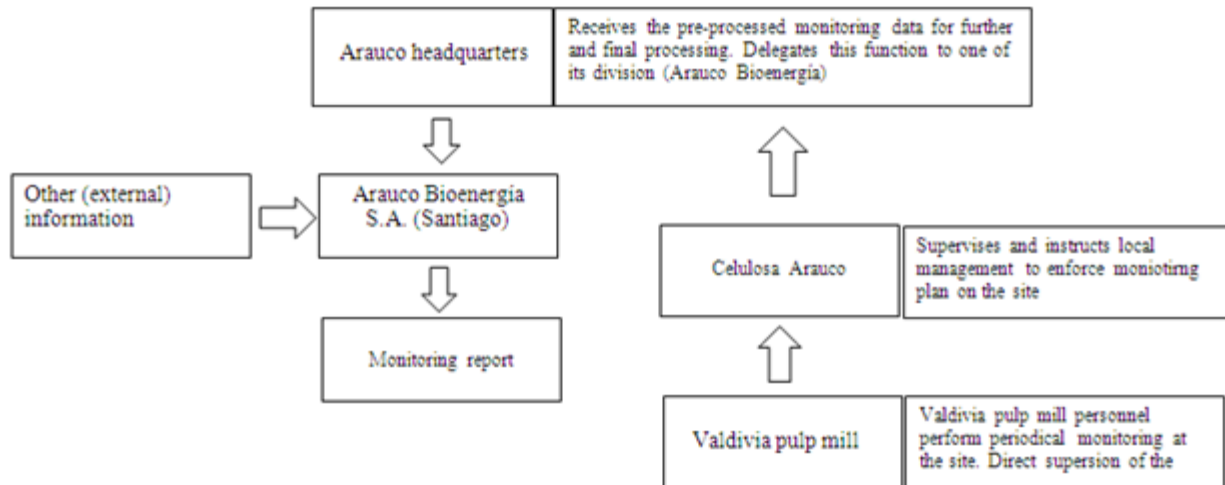 Arauco headquarters
Receives the pre-processed monitoring data for further
and final processing. Delegates this function to one of
its division (Arauco Bioenergía)
Other (external)
information
Arauco Bioenergía
S.A. (Santiago)
Celulosa Arauco
Supervises and instructs local
management to enforce moniotirng
plan on the site
Monitoring report
Valdivia pulp mill
Valdivia pulp mill personnel
perform periodical monitoring at
the site. Direct supersion of the